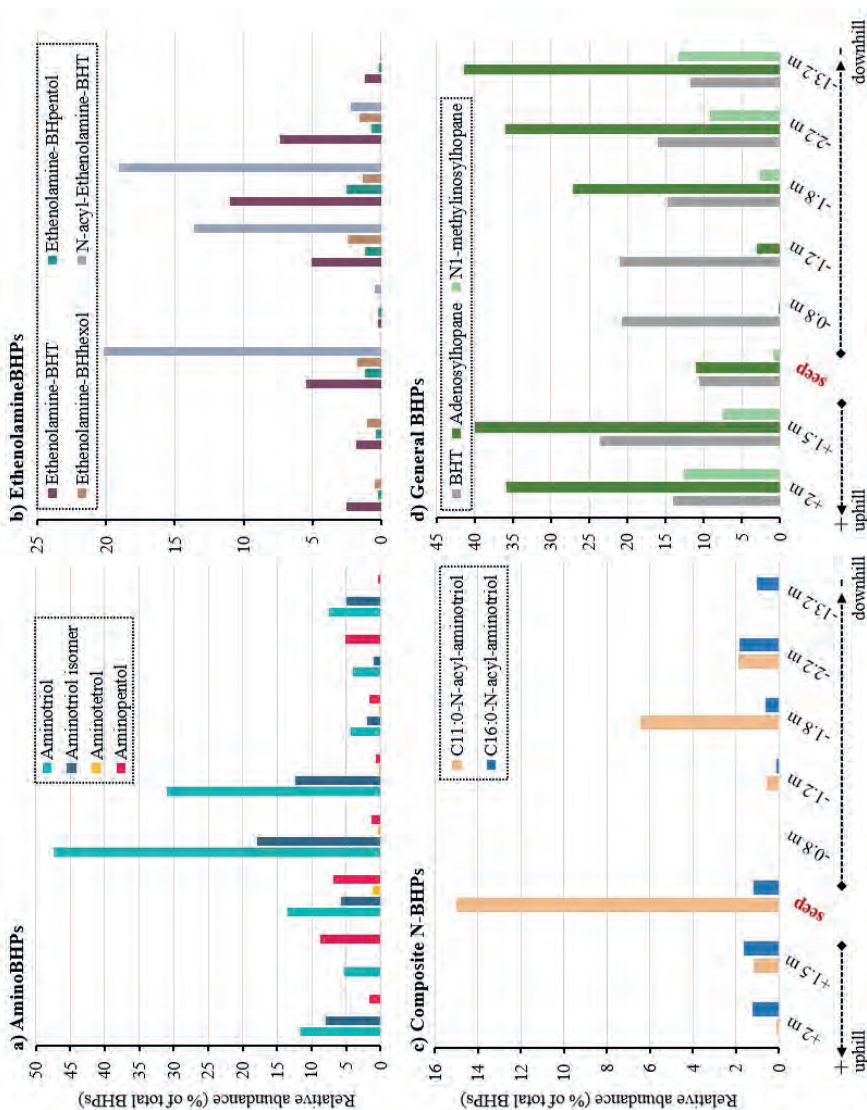 a) AminoBHPs
Relative abundance (% of total BHPs)
50
45
40
35
30
25
20
15
10
5
0
Aminotriol
Aminotriol isomer
Aminotetrol
Aminopentol
b) EthenolamineBHPs
25
20
15
10
5
0
Ethenolamine-BHT
Ethenolamine-BHpentol
Ethenolamine-BHhexol
N-acyl-Ethenolamine-BHT
c) Composite N-BHPs
Relative abundance (% of total BHPs)
16
14
12
10
8
6
4
2
0
C11:0-N-acyl-aminotriol
C16:0-N-acyl-aminotriol
+2 m
+1.5 m
seep
-0.8 m
-1.2 m
-1.8 m
-2.2 m
-13.2 m
+
uphill
-
downhill
d) General BHPs
45
40
35
30
25
20
15
10
5
0
BHT
Adenosylhopane
N1-methylinosylhopane
+2 m
+1.5 m
seep
-0.8 m
-1.2 m
-1.8 m
-2.2 m
-13.2 m
+
uphill
-
downhill